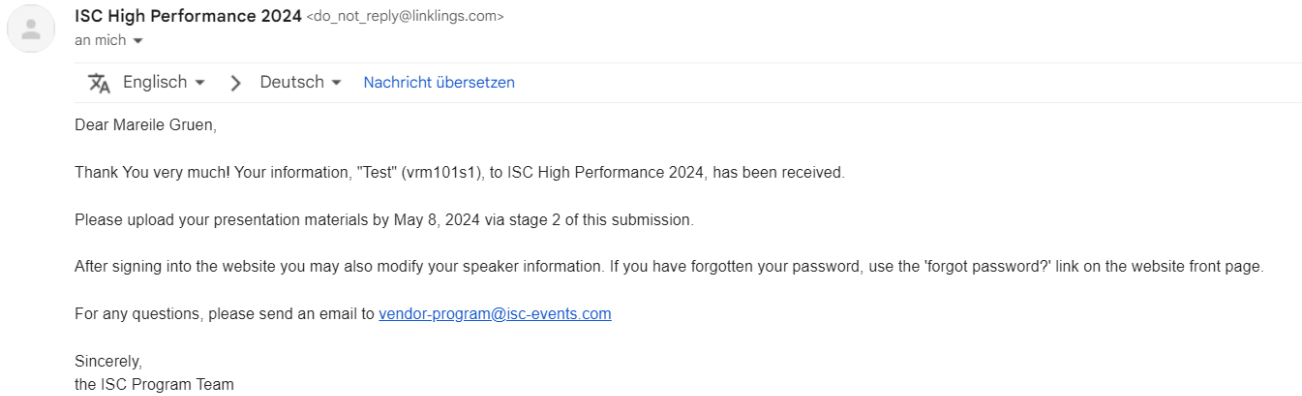 ISC High Performance 2024 <do_not_reply@linklings.com>
an mich
Englisch > Deutsch Nachricht übersetzen
Dear Mareile Gruen,
Thank You very much! Your information, "Test" (vrm101s1), to ISC High Performance 2024, has been received.
Please upload your presentation materials by May 8, 2024 via stage 2 of this submission.
After signing into the website you may also modify your speaker information. If you have forgotten your password, use the 'forgot password?' link on the website front page.
For any questions, please send an email to vendor-program@isc-events.com
Sincerely,
the ISC Program Team